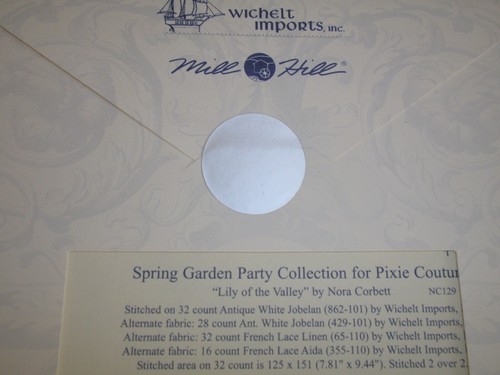 WICHELT
IMPORTS, INC.
Mill Hill®
Spring Garden Party Collection for Pixie Coutur
"Lily of the Valley" by Nora Corbett NC129
Stitched on 32 count Antique White Jobelan (862-101) by Wichelt Imports,
Alternate fabric: 28 count Ant. White Jobelan (429-101) by Wichelt Imports,
Alternate fabric: 32 count French Lace Linen (65-110) by Wichelt Imports,
Alternate fabric: 16 count French Lace Aida (355-110) by Wichelt Imports,
Stitched area on 32 count is 125 x 151 (7.81" x 9.44"). Stitched 2 over 2.